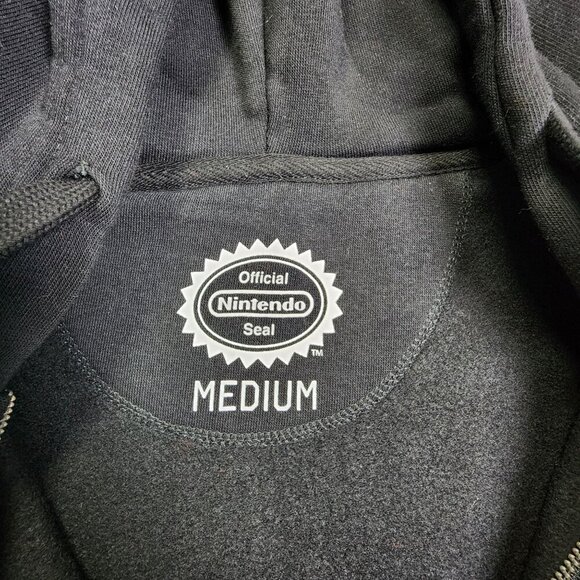 Official
Nintendo
Seal
TM
MEDIUM